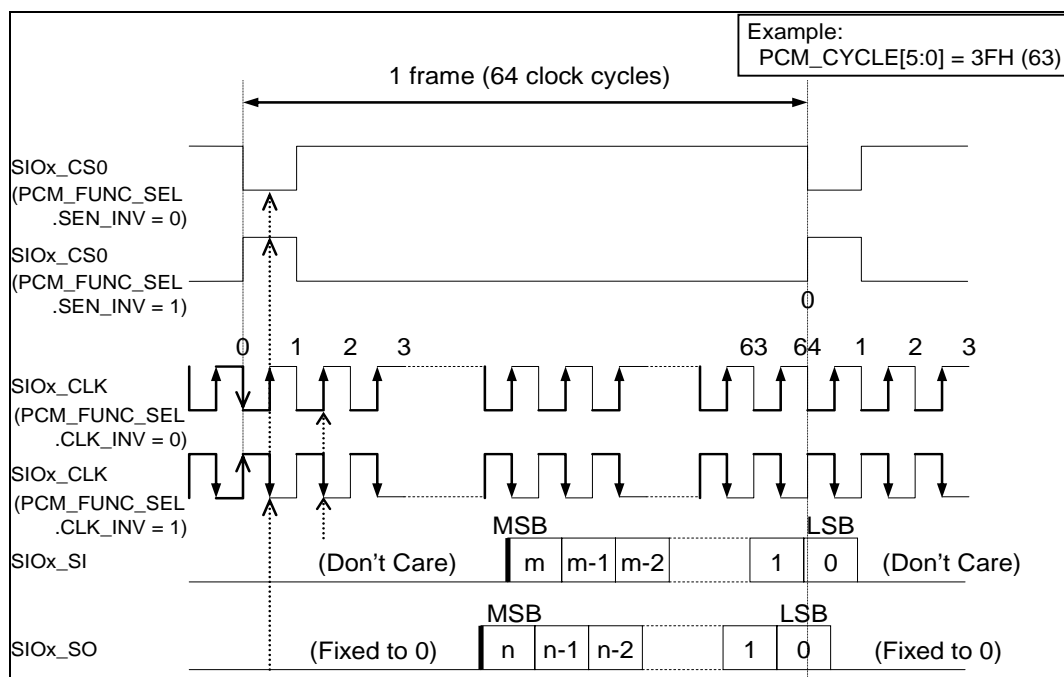 Example:
PCM_CYCLE[5:0] = 3FH (63)
1 frame (64 clock cycles)
SIOx_CS0
(PCM_FUNC_SEL
.SEN_INV = 0)
SIOx_CS0
(PCM_FUNC_SEL
.SEN_INV = 1)
0
0 1 2 3 63 64 1 2 3
SIOx_CLK
(PCM_FUNC_SEL
.CLK_INV = 0)
SIOx_CLK
(PCM_FUNC_SEL
.CLK_INV = 1)
MSB LSB
SIOx_SI (Don't Care) m m-1 m-2 1 0 (Don't Care)
MSB LSB
SIOx_SO (Fixed to 0) n n-1 n-2 1 0 (Fixed to 0)